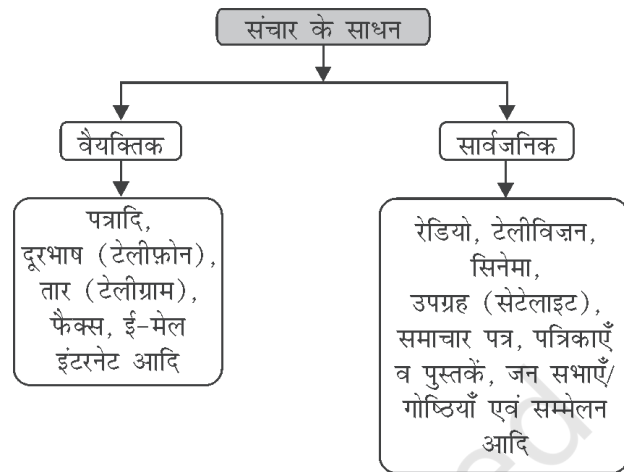 संचार के साधन
वैयक्तिक
सार्वजनिक
पत्रादि,
दूरभाष (टेलीफ़ोन),
तार (टेलीग्राम),
फैक्स, ई-मेल
इंटरनेट आदि
रेडियो, टेलीविज़न,
सिनेमा,
उपग्रह (सेटेलाइट),
समाचार पत्र, पत्रिकाएँ
व पुस्तकें, जन सभाएँ/
गोष्ठियाँ एवं सम्मेलन
आदि